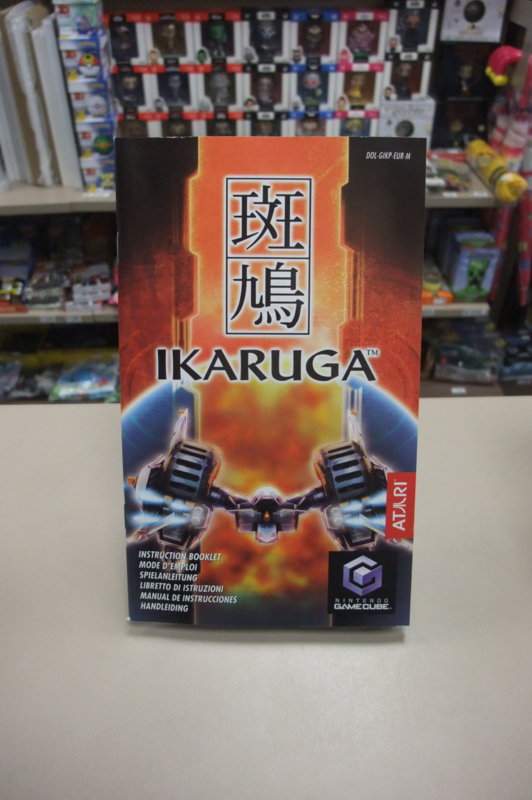 DOL-GIKP-EUR-M
斑
鳩
IKARUGA™
ATARI
INSTRUCTION BOOKLET
MODE D'EMPLOI
SPIELANLEITUNG
LIBRETTO DI ISTRUZIONI
MANUAL DE INSTRUCCIONES
HANDLEIDING
NINTENDO
GAMECUBE